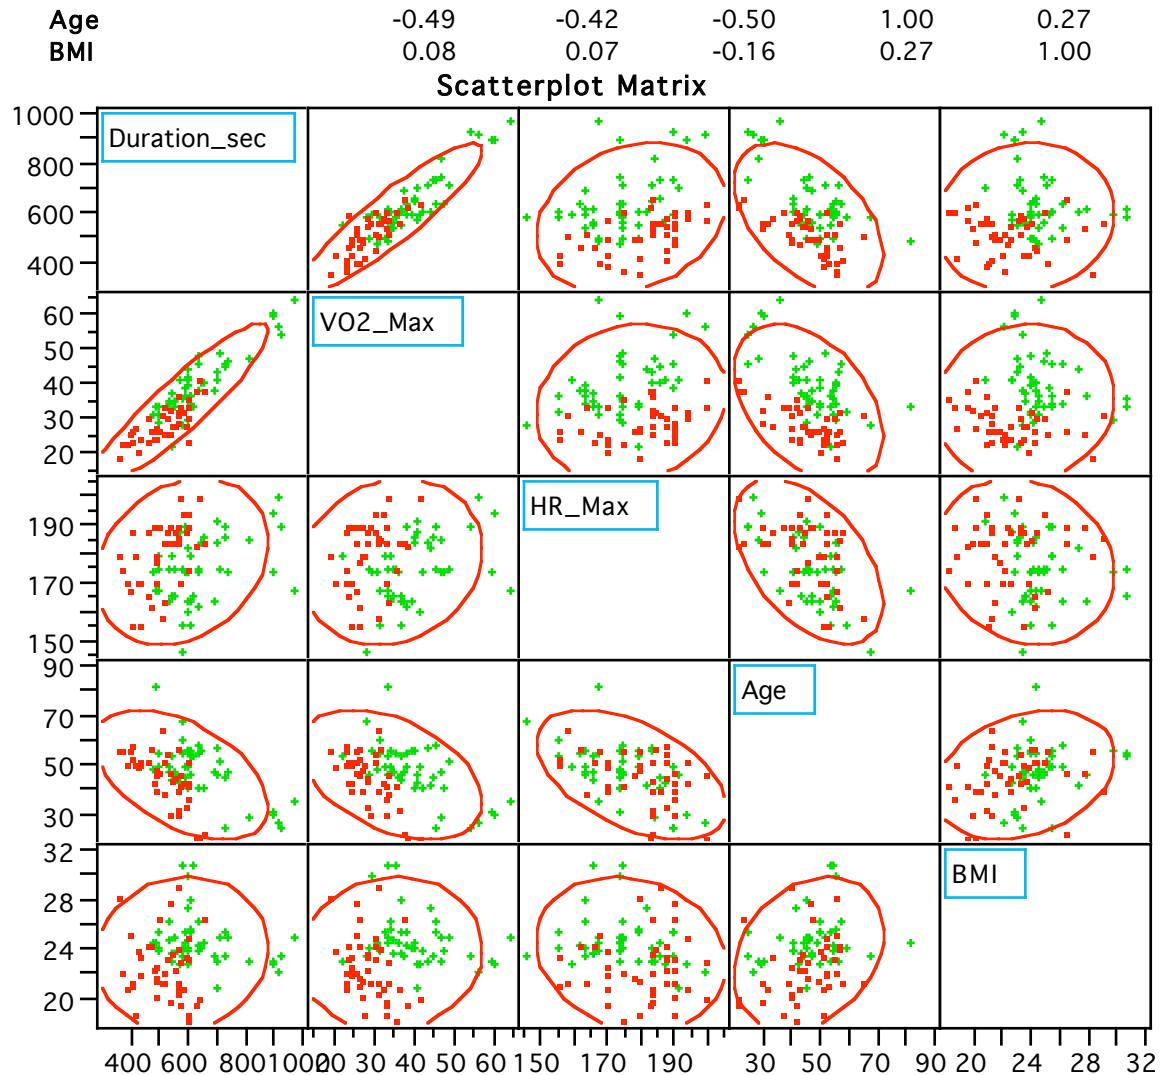 Age -0.49 -0.42 -0.50 1.00 0.27
BMI 0.08 0.07 -0.16 0.27 1.00
Scatterplot Matrix
1000
Duration_sec
800
600
400
60
VO2_Max
50
40
30
20
190
HR_Max
170
150
90
Age
70
50
30
32
BMI
28
24
20
400 600 800 1000 20 30 40 50 60 150 170 190 30 50 70 90 20 24 28 32